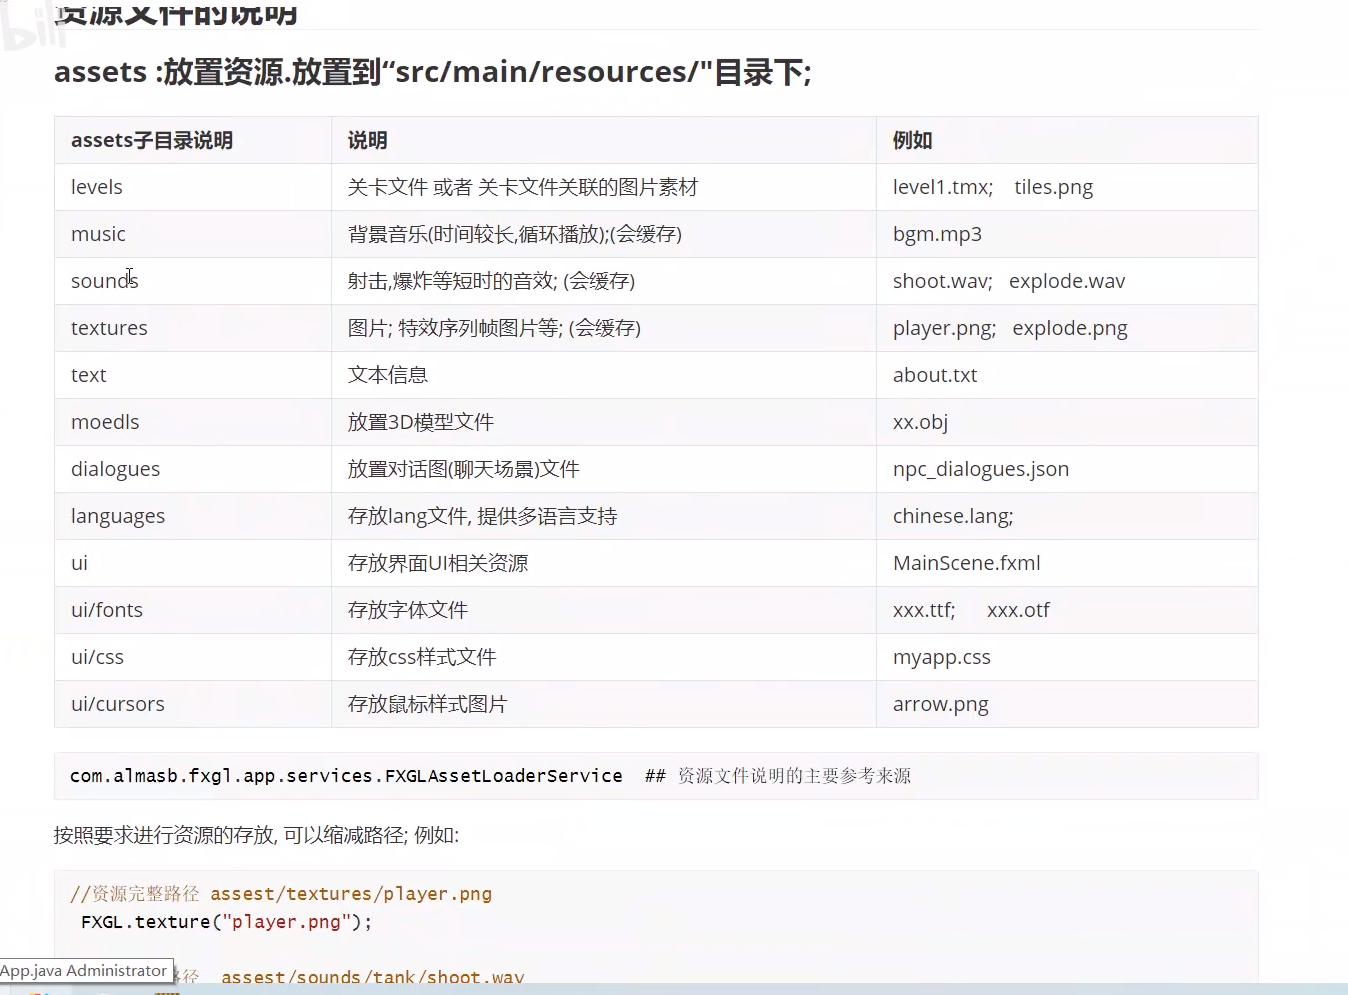 资源文件的说明
assets :放置资源.放置到“src/main/resources/"目录下;
assets子目录说明 说明 例如
levels 关卡文件 或者 关卡文件关联的图片素材 level1.tmx; tiles.png
music 背景音乐(时间较长,循环播放);(会缓存) bgm.mp3
sounds 射击,爆炸等短时的音效; (会缓存) shoot.wav; explode.wav
textures 图片; 特效序列帧图片等; (会缓存) player.png; explode.png
text 文本信息 about.txt
moedls 放置3D模型文件 xx.obj
dialogues 放置对话图(聊天场景)文件 npc_dialogues.json
languages 存放lang文件, 提供多语言支持 chinese.lang;
ui 存放界面UI相关资源 MainScene.fxml
ui/fonts 存放字体文件 xxx.ttf; xxx.otf
ui/css 存放css样式文件 myapp.css
ui/cursors 存放鼠标样式图片 arrow.png
com.almasb.fxgl.app.services.FXGLAssetLoaderService ## 资源文件说明的主要参考来源
按照要求进行资源的存放, 可以缩减路径; 例如:
//资源完整路径 assest/textures/player.png
FXGL.texture("player.png");
App.java Administrator
路径 assest/sounds/tank/shoot.wav